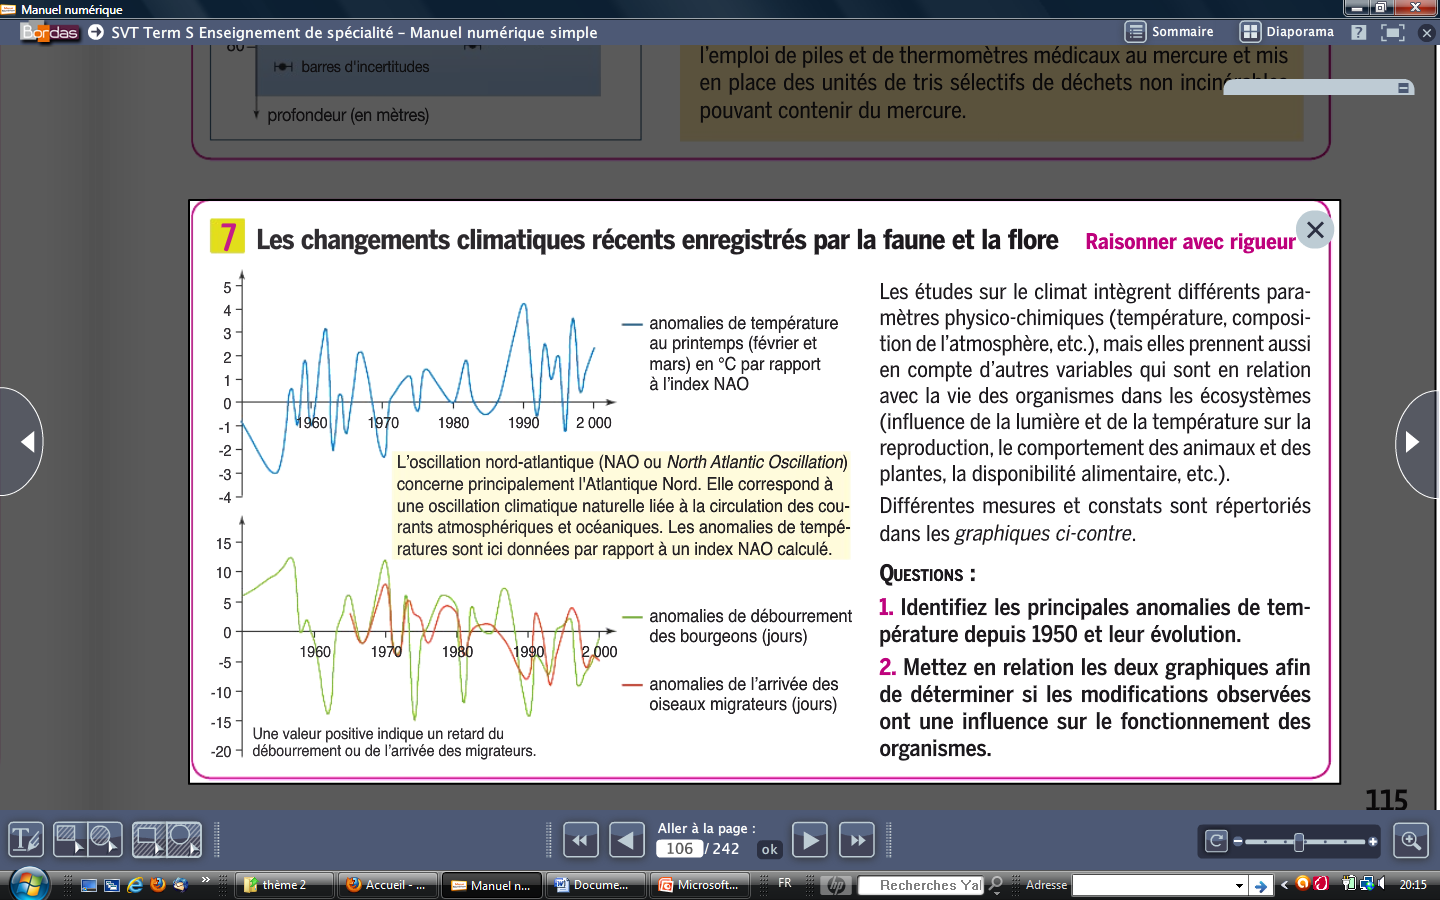 Manuel numérique
Bordas SVT Term S Enseignement de spécialité - Manuel numérique simple
Sommaire
Diaporama
?
barres d'incertitudes
profondeur (en mètres)
l'emploi de piles et de thermomètres médicaux au mercure et mis
en place des unités de tris sélectifs de déchets non
pouvant contenir du mercure.
7 Les changements climatiques récents enregistrés par la faune et la flore Raisonner avec rigueur
5
4
3
2
1
0
-1
-2
-3
-4
1960 1970 1980 1990 2 000
anomalies de température
au printemps (février et
mars) en °C par rapport
à l'index NAO
L'oscillation nord-atlantique (NAO ou North Atlantic Oscillation)
concerne principalement l'Atlantique Nord. Elle correspond à
une oscillation climatique naturelle liée à la circulation des cou-
rants atmosphériques et océaniques. Les anomalies de tempé-
ratures sont ici données par rapport à un index NAO calculé.
15
10
5
0
-5
-10
-15
-20
1960 1970 1980 1990 2 000
anomalies de débourrement
des bourgeons (jours)
anomalies de l'arrivée des
oiseaux migrateurs (jours)
Une valeur positive indique un retard du
débourrement ou de l'arrivée des migrateurs.
Les études sur le climat intègrent différents para-
mètres physico-chimiques (température, composi-
tion de l'atmosphère, etc.), mais elles prennent aussi
en compte d'autres variables qui sont en relation
avec la vie des organismes dans les écosystèmes
(influence de la lumière et de la température sur la
reproduction, le comportement des animaux et des
plantes, la disponibilité alimentaire, etc.).
Différentes mesures et constats sont répertoriés
dans les graphiques ci-contre.
QUESTIONS :
1. Identifiez les principales anomalies de tem-
pérature depuis 1950 et leur évolution.
2. Mettez en relation les deux graphiques afin
de déterminer si les modifications observées
ont une influence sur le fonctionnement des
organismes.
115
Aller à la page :
106 / 242 ok
thème 2
Accueil - ...
Manuel n...
Docume...
Microsoft...
FR
hp
Recherches Ya
Adresse
20:15